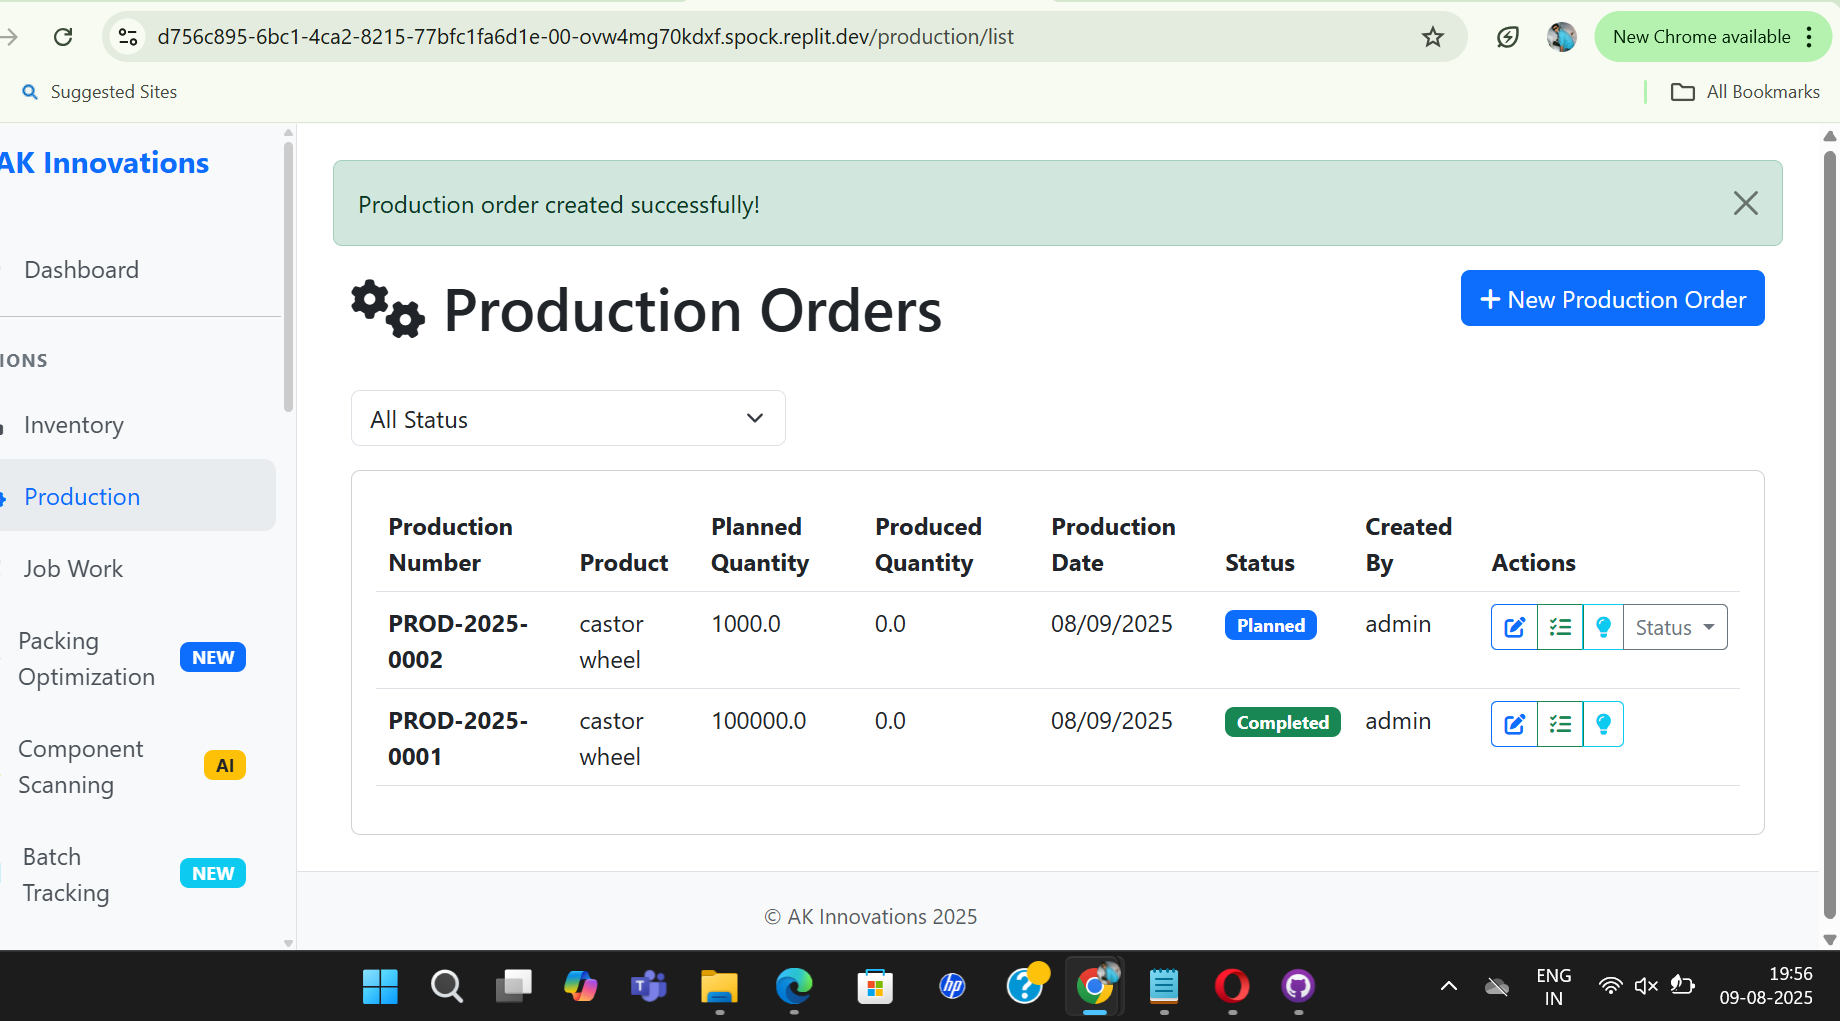 d756c895-6bc1-4ca2-8215-77bfc1fa6d1e-00-ovw4mg70kdxf.spock.replit.dev/production/list
New Chrome available
Suggested Sites
All Bookmarks
AK Innovations
Dashboard
IONS
Inventory
Production
Job Work
Packing
Optimization
NEW
Component
Scanning
AI
Batch
Tracking
NEW
Production order created successfully!
Production Orders
+ New Production Order
All Status
Production Number Product Planned Quantity Produced Quantity Production Date Status Created By Actions
PROD-2025-0002 castor wheel 1000.0 0.0 08/09/2025 Planned admin Status
PROD-2025-0001 castor wheel 100000.0 0.0 08/09/2025 Completed admin
© AK Innovations 2025
T
hp
?
ENG
IN
19:56
09-08-2025